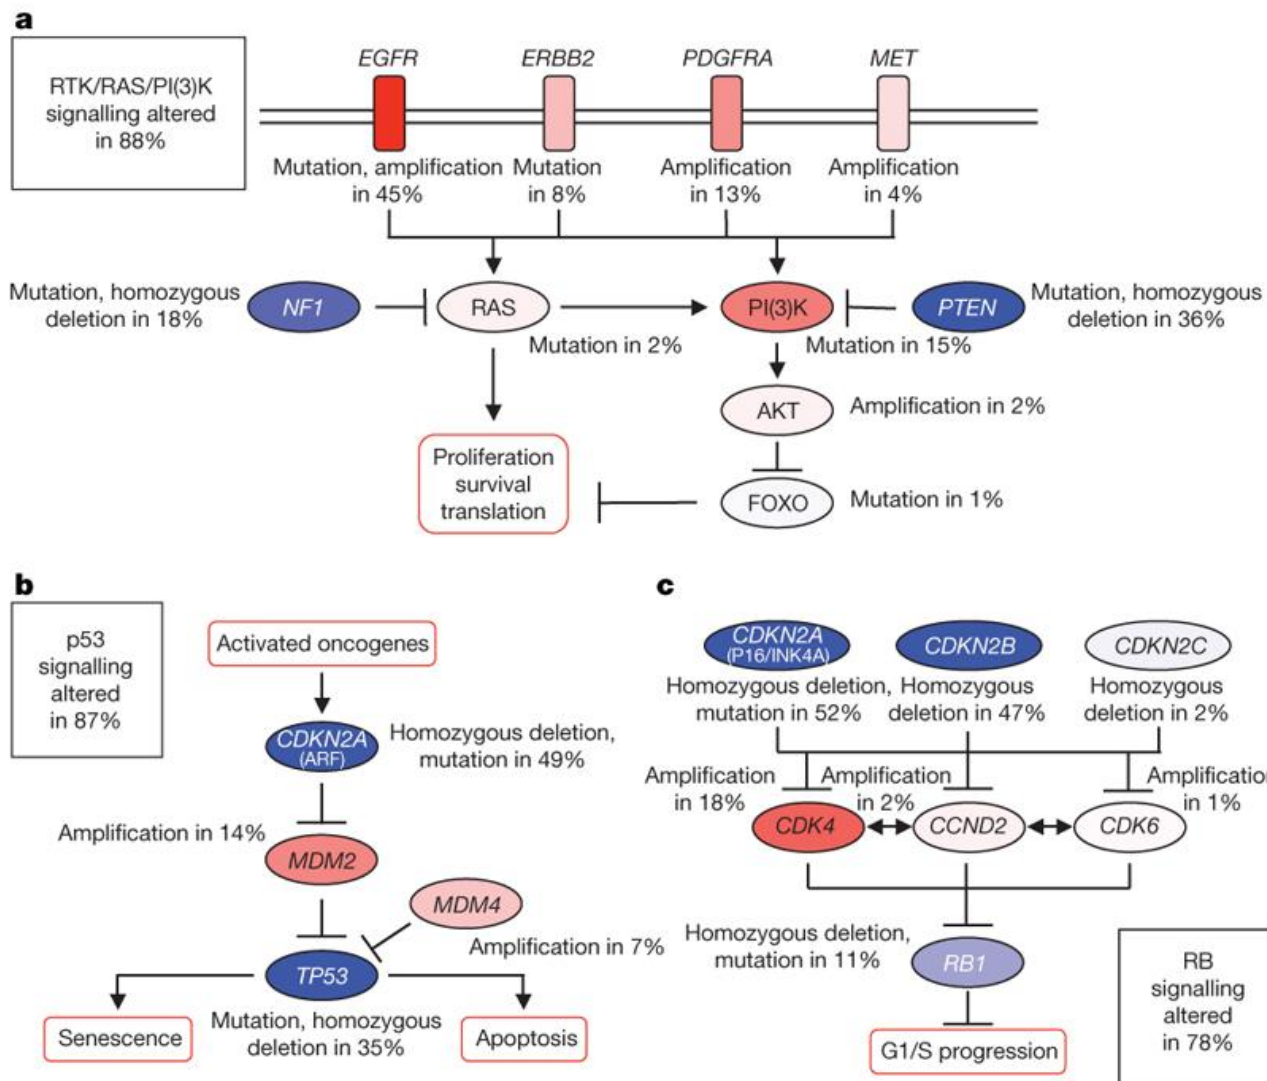 a
RTK/RAS/PI(3)K
signalling altered
in 88%
EGFR
ERBB2
PDGFRA
MET
Mutation, amplification
in 45%
Mutation
in 8%
Amplification
in 13%
Amplification
in 4%
Mutation, homozygous
deletion in 18%
NF1
RAS
Mutation in 2%
PI(3)K
Mutation in 15%
PTEN
Mutation, homozygous
deletion in 36%
AKT
Amplification in 2%
Proliferation
survival
translation
FOXO
Mutation in 1%
b
p53
signalling
altered
in 87%
Activated oncogenes
CDKN2A
(ARF)
Homozygous deletion,
mutation in 49%
Amplification in 14%
MDM2
MDM4
Amplification in 7%
TP53
Senescence
Mutation, homozygous
deletion in 35%
Apoptosis
c
CDKN2A
(P16/INK4A)
CDKN2B
CDKN2C
Homozygous deletion,
mutation in 52%
Homozygous
deletion in 47%
Homozygous
deletion in 2%
Amplification
in 18%
Amplification
in 2%
Amplificatio
in 1%
CDK4
CCND2
CDK6
Homozygous deletion,
mutation in 11%
RB1
G1/S progression
RB
signalling
altered
in 78%